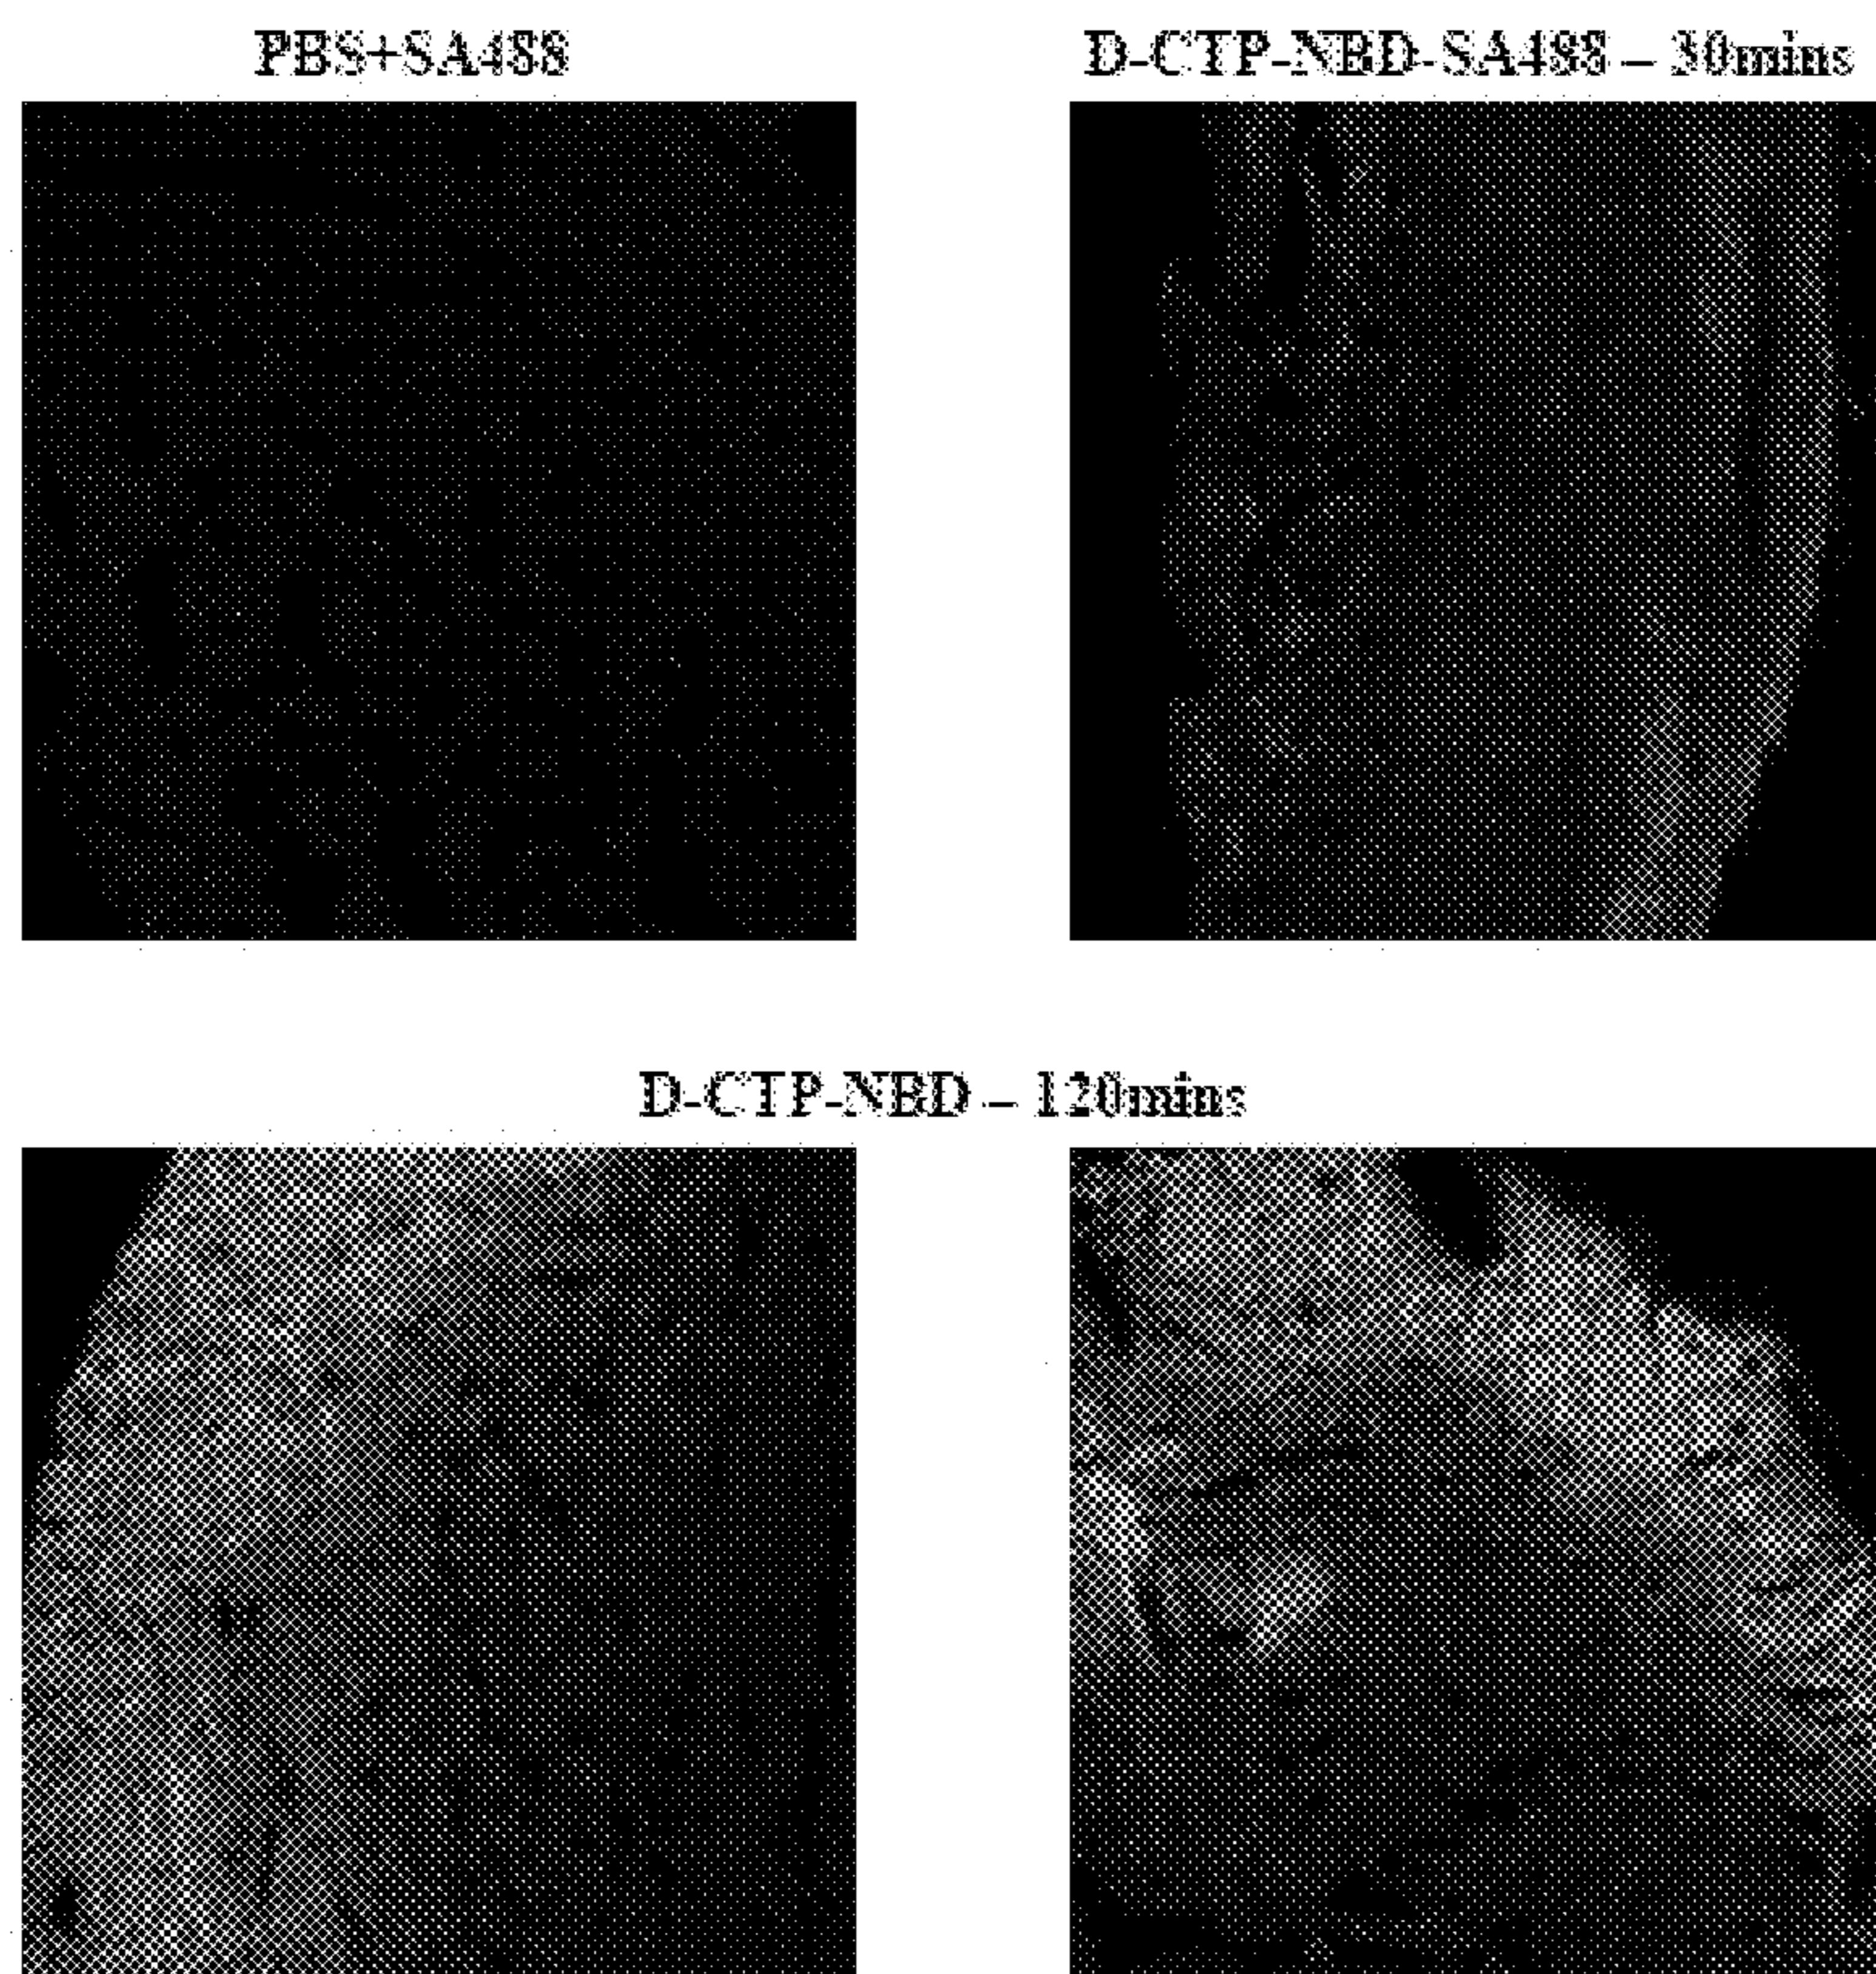 PBS+SA488
D-CTP-NBD-SA488 – 30mins
D-CTP-NBD – 120mins